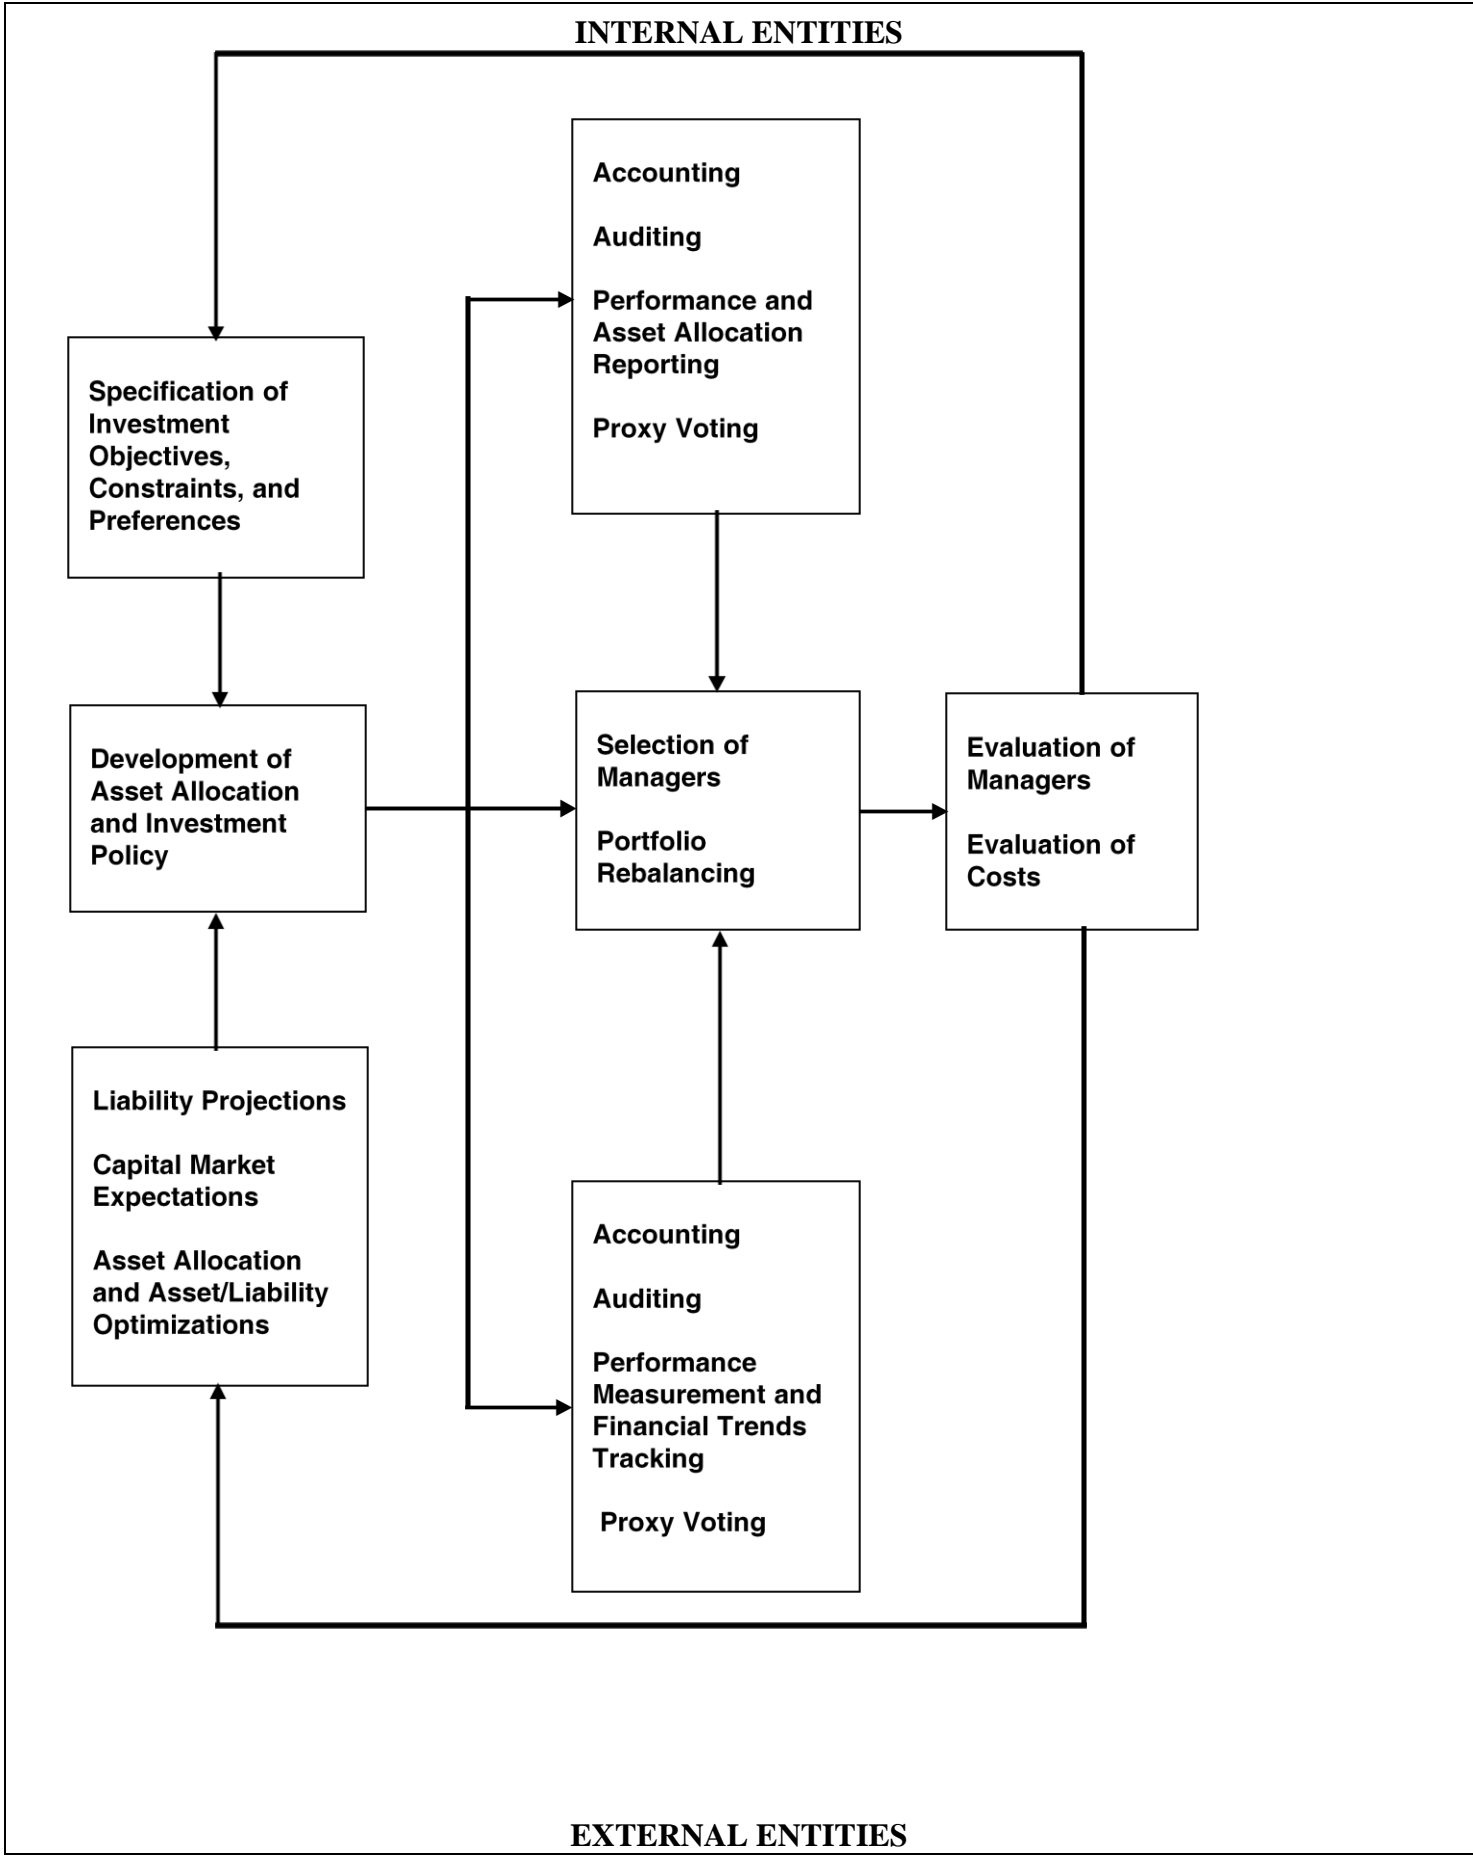 INTERNAL ENTITIES
Accounting
Auditing
Performance and
Asset Allocation
Reporting
Proxy Voting
Specification of
Investment
Objectives,
Constraints, and
Preferences
Development of
Asset Allocation
and Investment
Policy
Selection of
Managers
Portfolio
Rebalancing
Evaluation of
Managers
Evaluation of
Costs
Liability Projections
Capital Market
Expectations
Asset Allocation
and Asset/Liability
Optimizations
Accounting
Auditing
Performance
Measurement and
Financial Trends
Tracking
Proxy Voting
EXTERNAL ENTITIES